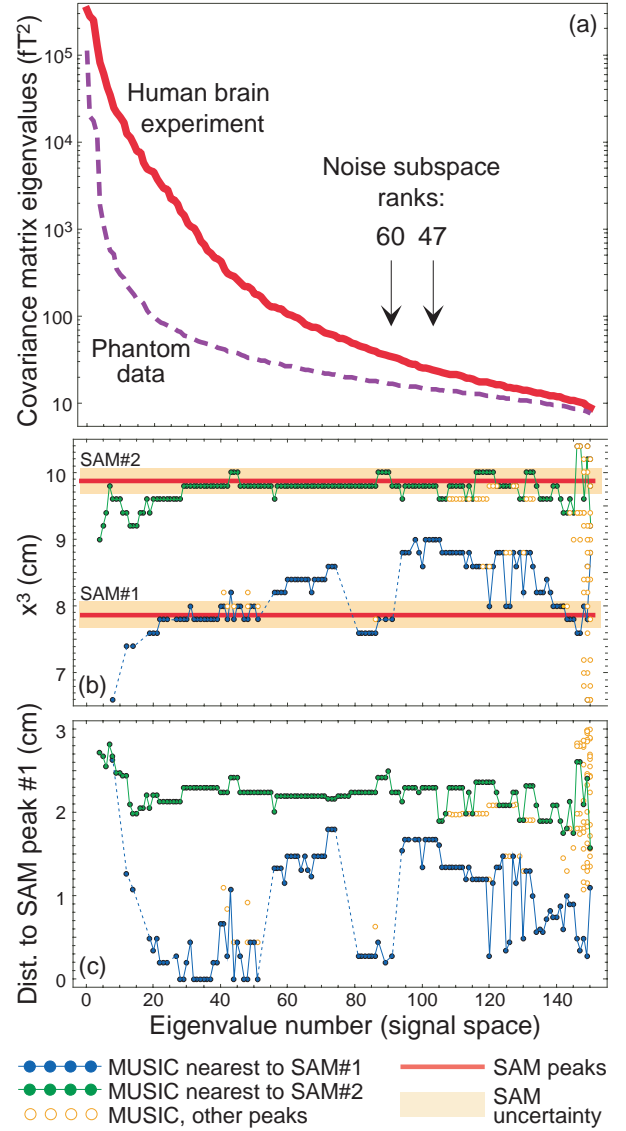 (a)
Covariance matrix eigenvalues (fT²)
10⁵
10⁴
10³
100
10
Human brain
experiment
Noise subspace
ranks:
60 47
Phantom
data
(b)
x³ (cm)
10
9
8
7
SAM#2
SAM#1
(c)
Dist. to SAM peak #1 (cm)
3
2
1
0
0 20 40 60 80 100 120 140
Eigenvalue number (signal space)
MUSIC nearest to SAM#1
MUSIC nearest to SAM#2
MUSIC, other peaks
SAM peaks
SAM
uncertainty